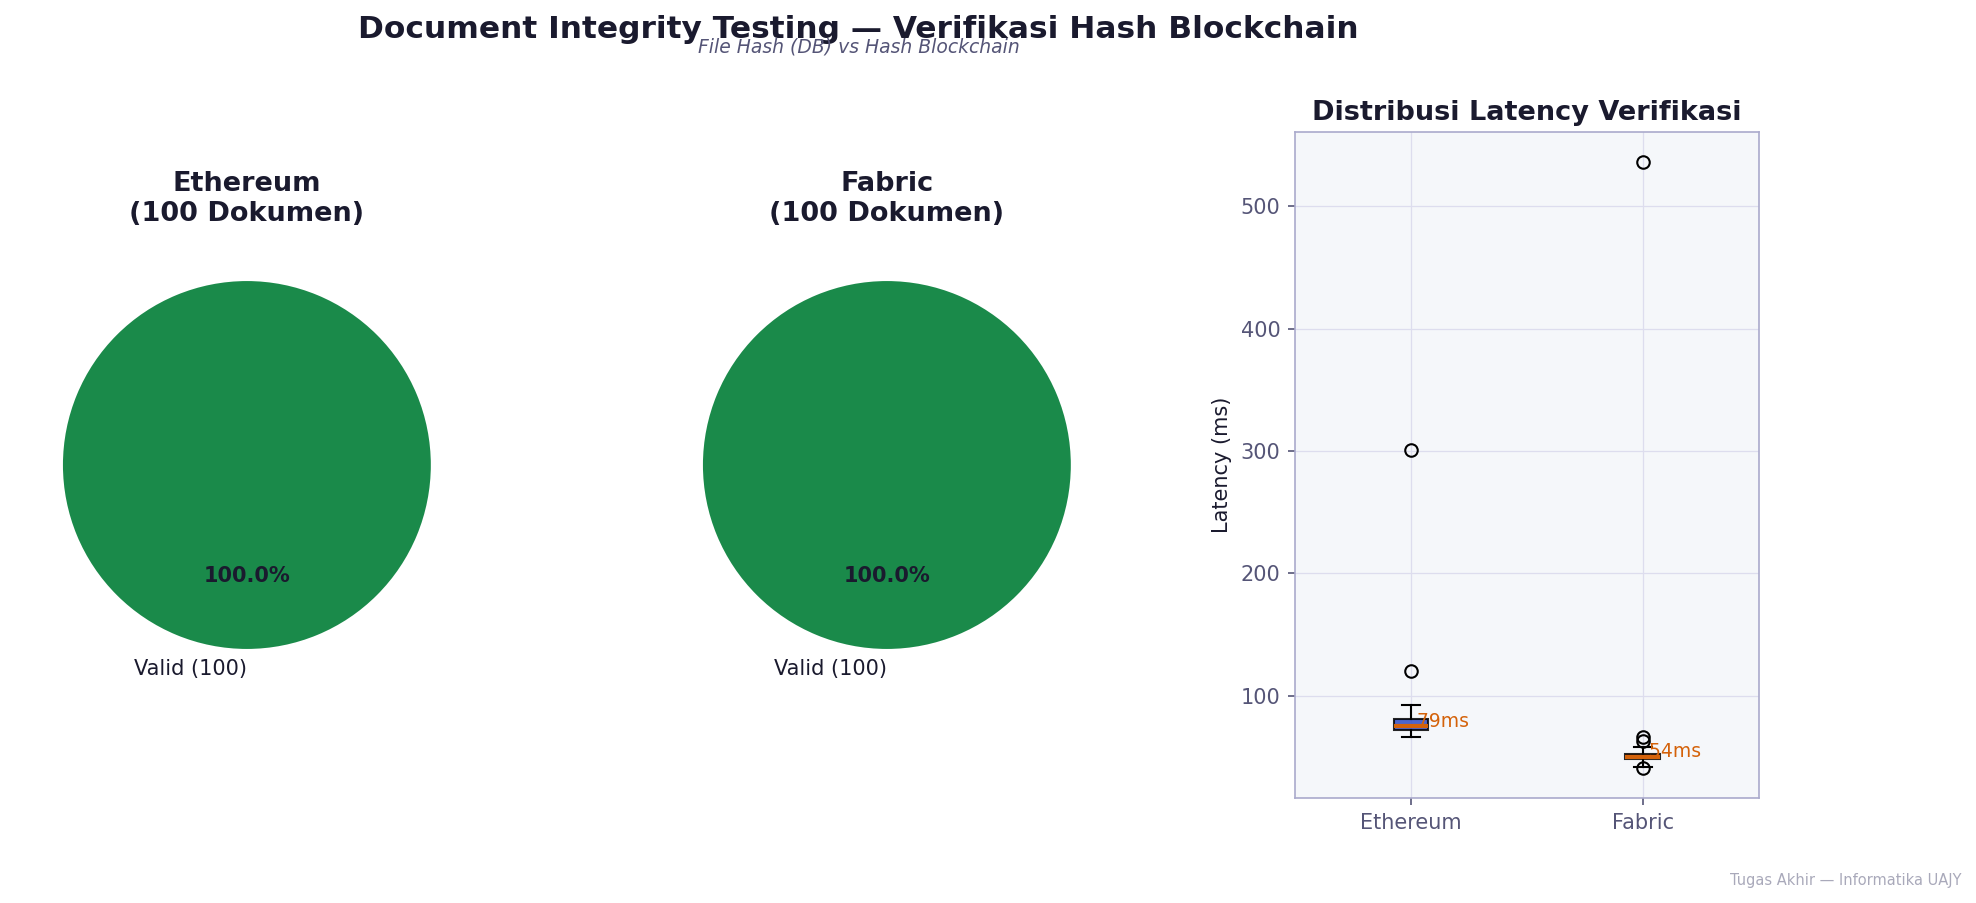 Document Integrity Testing — Verifikasi Hash Blockchain
File Hash (DB) vs Hash Blockchain
Ethereum
(100 Dokumen)
100.0%
Valid (100)
Fabric
(100 Dokumen)
100.0%
Valid (100)
Distribusi Latency Verifikasi
Latency (ms)
500
400
300
200
100
79ms
54ms
Ethereum
Fabric
Tugas Akhir — Informatika UAJY